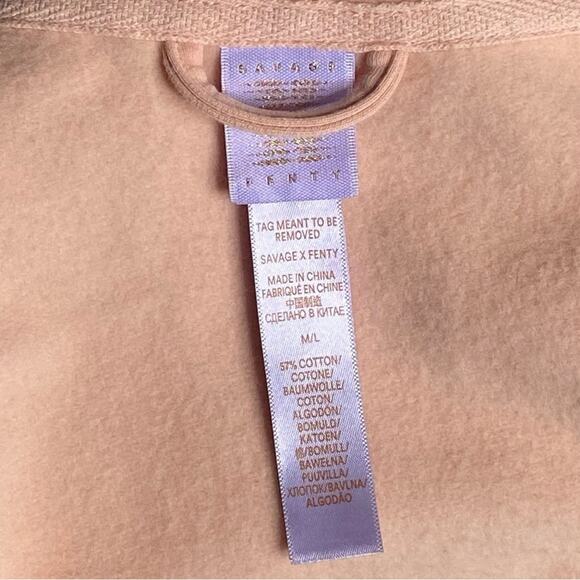 SAVAGE
FENTY
TAG MEANT TO BE
REMOVED
SAVAGE X FENTY
MADE IN CHINA
FABRIQUÉ EN CHINE
中国制造
СДЕЛАНО В КИТАЕ
M/L
57% COTTON/
COTONE/
BAUMWOLLE/
COTON/
ALGODÓN/
BOMULD/
KATOEN/
棉/BOMULL/
BAWEŁNA/
PUUVILLA/
ХЛОПОК/BAVLNA/
ALGODÃO